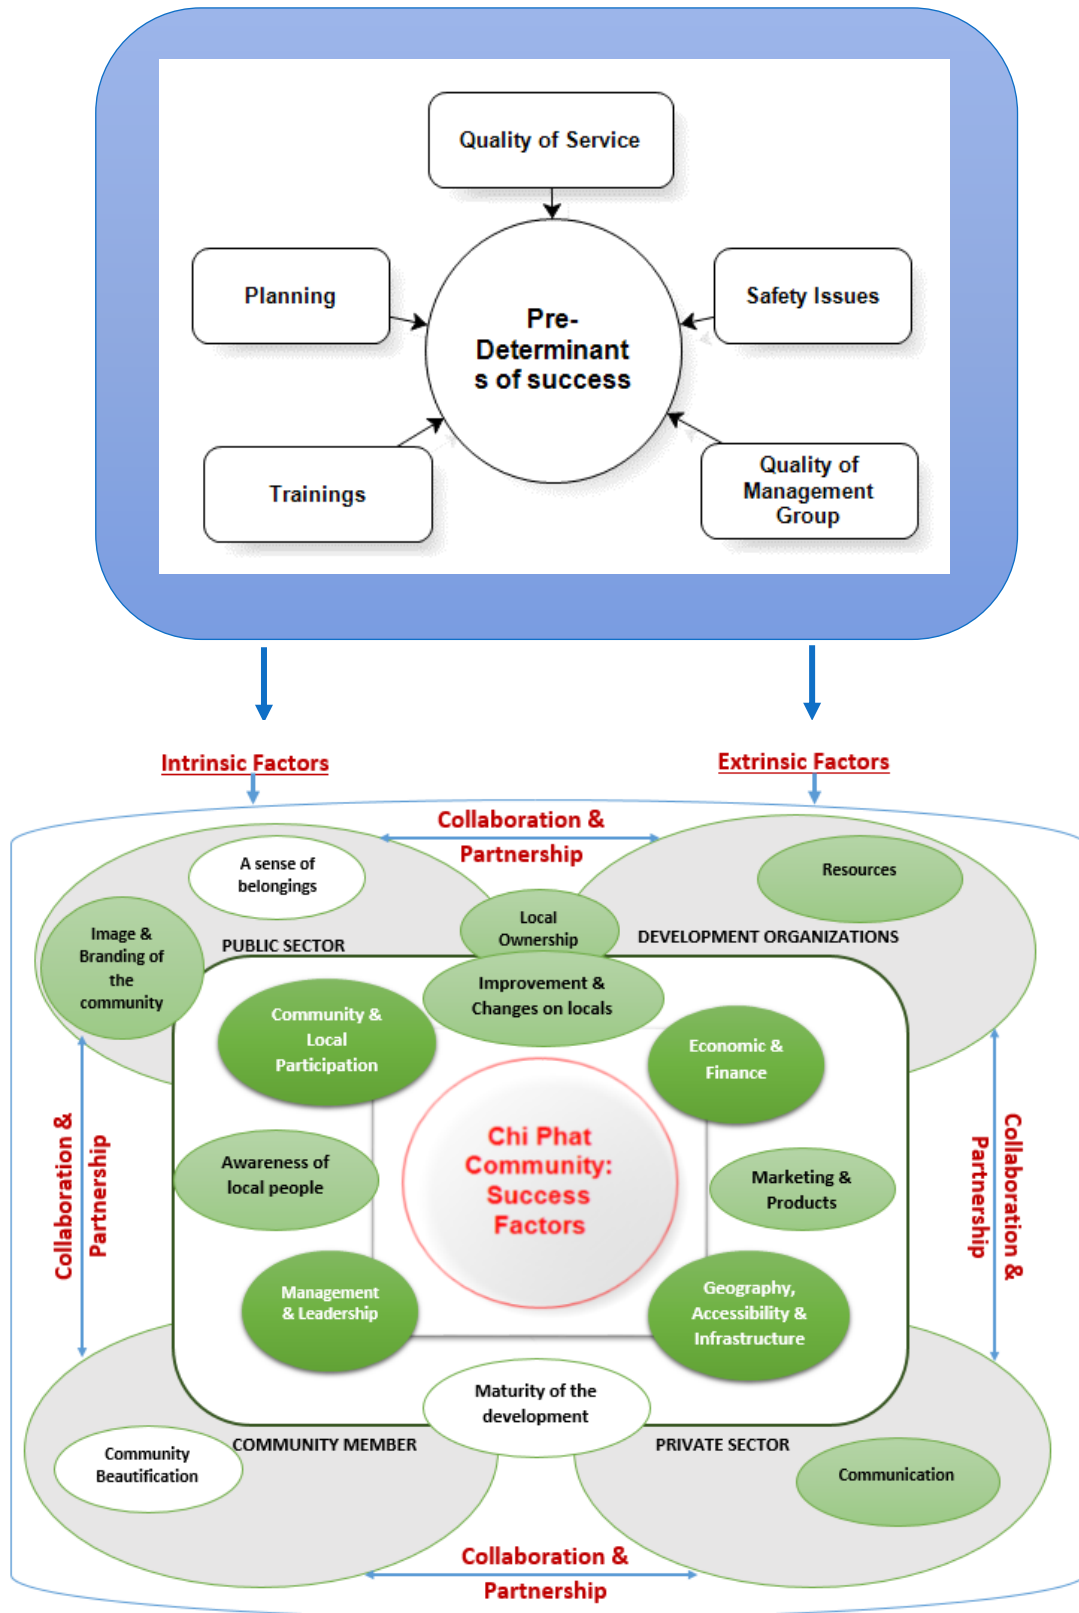 Quality of Service
Planning
Safety Issues
Pre-
Determinant
s of success
Trainings
Quality of
Management
Group
Intrinsic Factors
Extrinsic Factors
Collaboration &
Partnership
A sense of
belongings
Resources
Image &
Branding of
the
community
Local
Ownership
PUBLIC SECTOR
DEVELOPMENT ORGANIZATIONS
Improvement &
Changes on locals
Community &
Local
Participation
Economic &
Finance
Collaboration &
Partnership
Collaboration &
Partnership
Chi Phat
Community:
Success
Factors
Awareness of
local people
Marketing &
Products
Management
& Leadership
Geography,
Accessibility &
Infrastructure
Maturity of the
development
COMMUNITY MEMBER
PRIVATE SECTOR
Community
Beautification
Communication
Collaboration &
Partnership